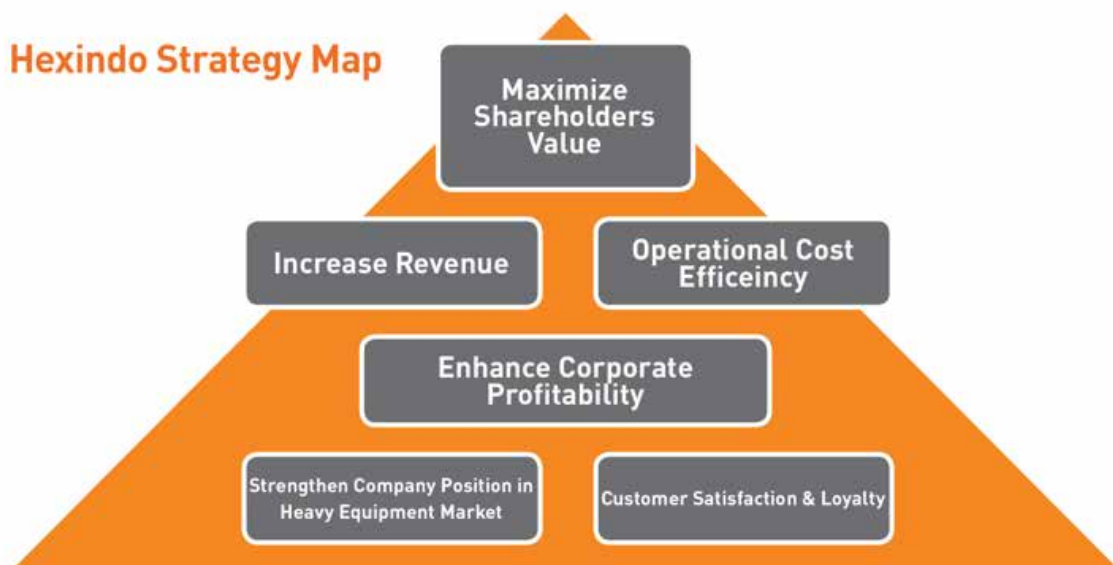 Hexindo Strategy Map
Maximize
Shareholders
Value
Increase Revenue
Operational Cost
Efficeincy
Enhance Corporate
Profitability
Strengthen Company Position in
Heavy Equipment Market
Customer Satisfaction & Loyalty